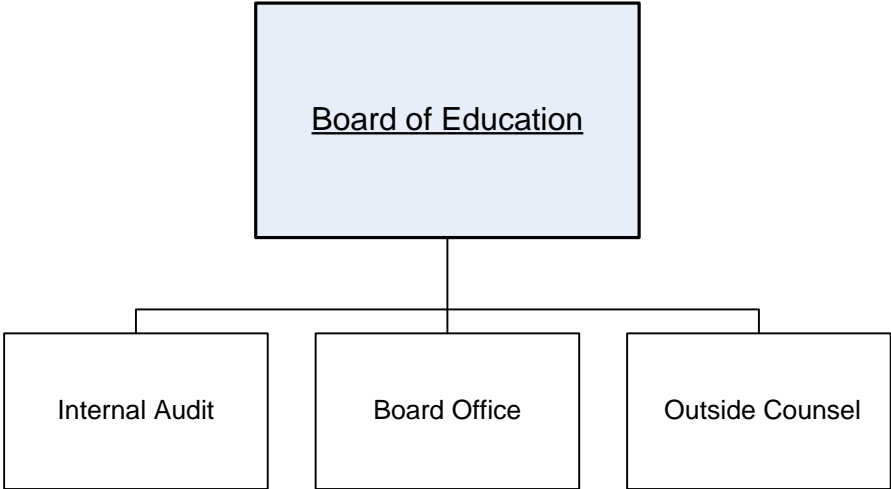 Board of Education
Internal Audit
Board Office
Outside Counsel